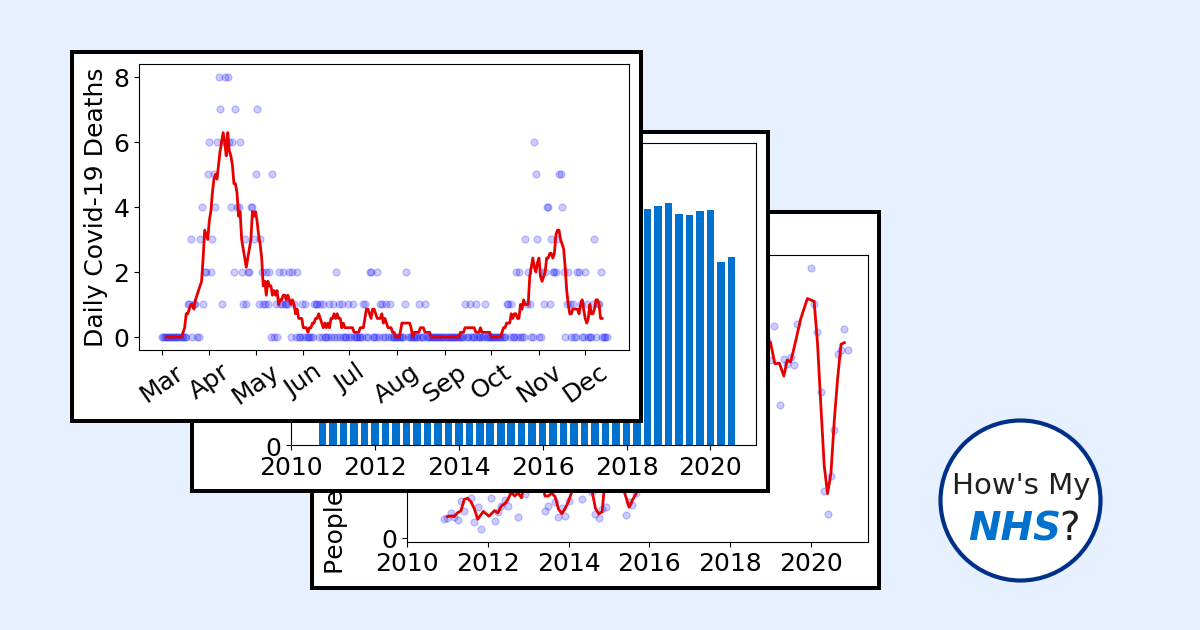 Daily Covid-19 Deaths
8
6
4
2
0
Mar Apr May Jun Jul Aug Sep Oct Nov Dec
0
2010 2012 2014 2016 2018 2020
People
0
2010 2012 2014 2016 2018 2020
How's My
NHS?